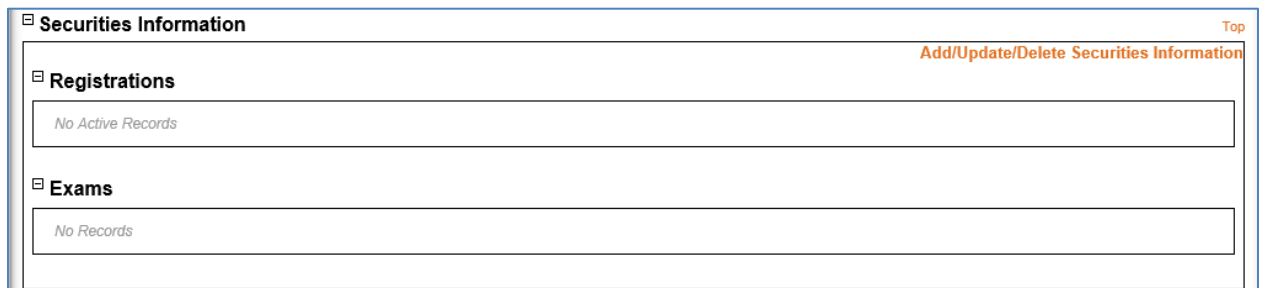 Securities Information
Top
Add/Update/Delete Securities Information
Registrations
No Active Records
Exams
No Records